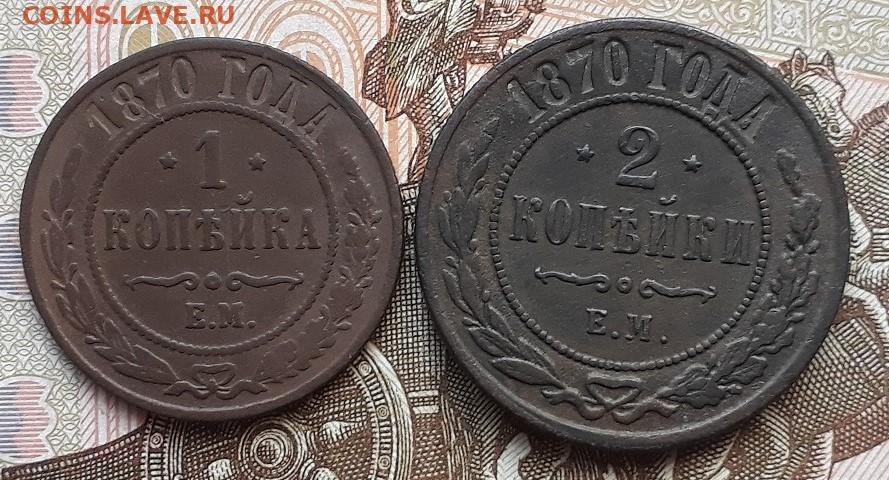 COINS.LAVE.RU
1870 ГОДА
* 1 *
КОПѢЙКА
Е.М.
1870 ГОДА
* 2 *
КОПѢЙКИ
Е.М.